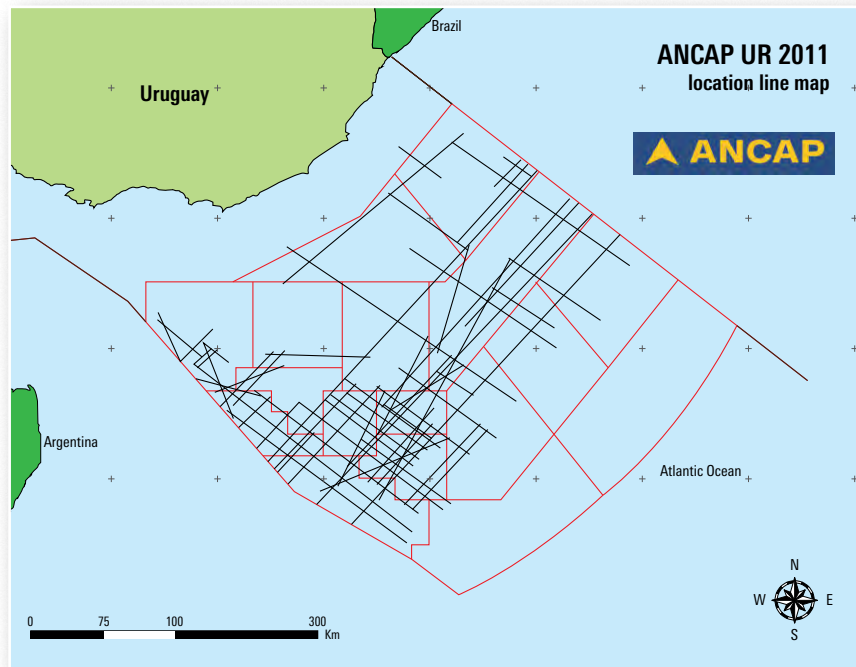 Brazil
ANCAP UR 2011
location line map
Uruguay
ANCAP
Argentina
Atlantic Ocean
N
W E
S
0 75 100 300
Km